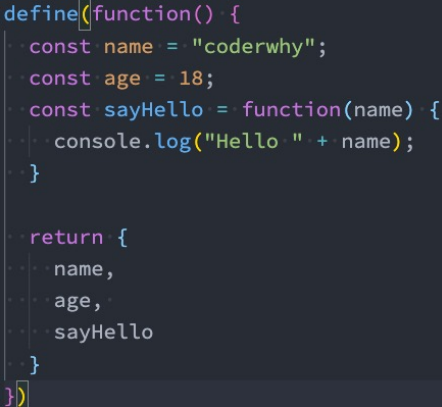 define(function() {
  const name = "coderwhy";
  const age = 18;
  const sayHello = function(name) {
    console.log("Hello " + name);
  }

  return {
    name,
    age,
    sayHello
  }
})